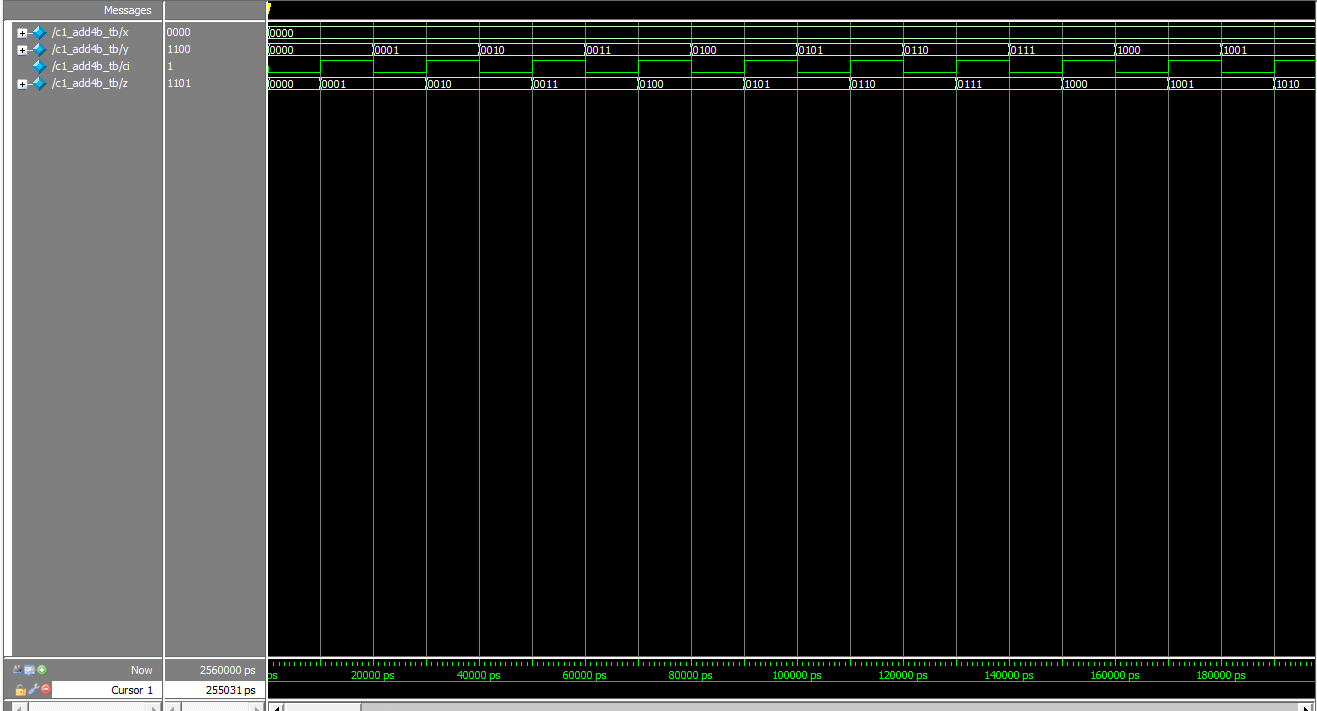 Messages
/c1_add4b_tb/x 0000 0000
/c1_add4b_tb/y 1100 0000 0001 0010 0011 0100 0101 0110 0111 1000 1001
/c1_add4b_tb/ci 1
/c1_add4b_tb/z 1101 0000 0001 0010 0011 0100 0101 0110 0111 1000 1001 1010
Now 2560000 ps ps 20000 ps 40000 ps 60000 ps 80000 ps 100000 ps 120000 ps 140000 ps 160000 ps 180000 ps
Cursor 1 255031 ps